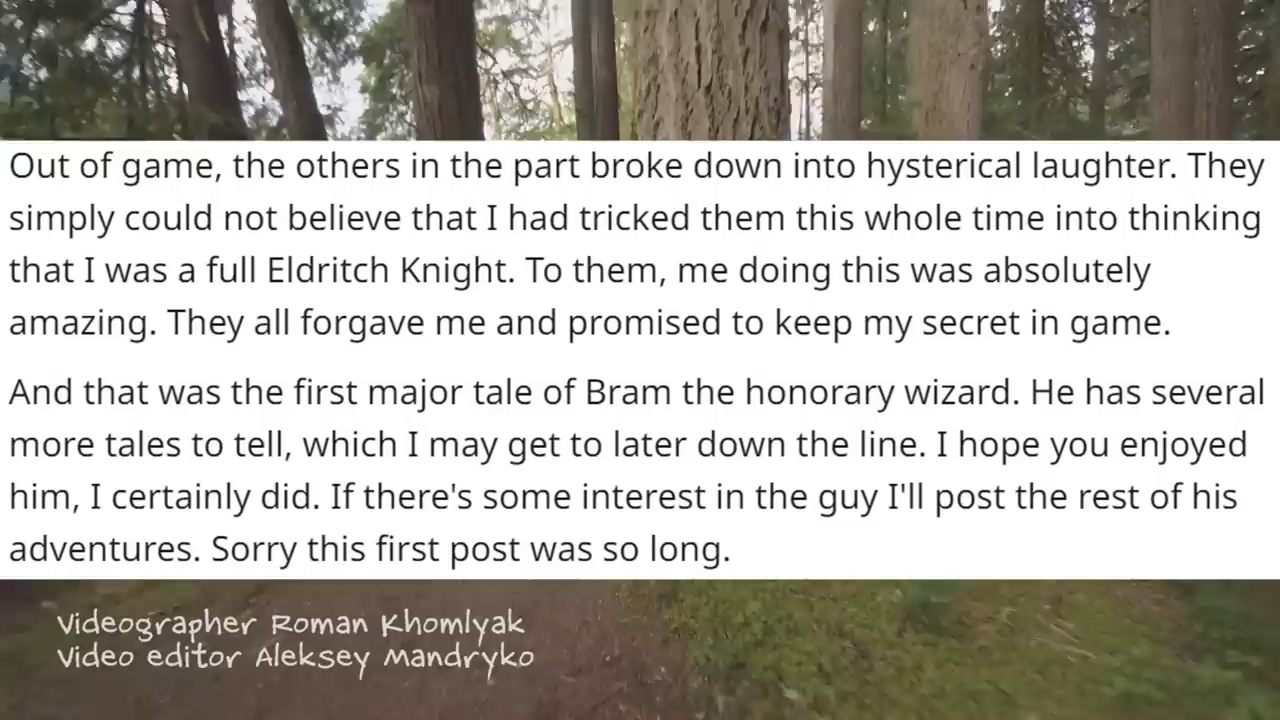 Out of game, the others in the part broke down into hysterical laughter. They
simply could not believe that I had tricked them this whole time into thinking
that I was a full Eldritch Knight. To them, me doing this was absolutely
amazing. They all forgave me and promised to keep my secret in game.
And that was the first major tale of Bram the honorary wizard. He has several
more tales to tell, which I may get to later down the line. I hope you enjoyed
him, I certainly did. If there's some interest in the guy I'll post the rest of his
adventures. Sorry this first post was so long.
Videographer Roman Khomlyak
Video editor Aleksey Mandryko